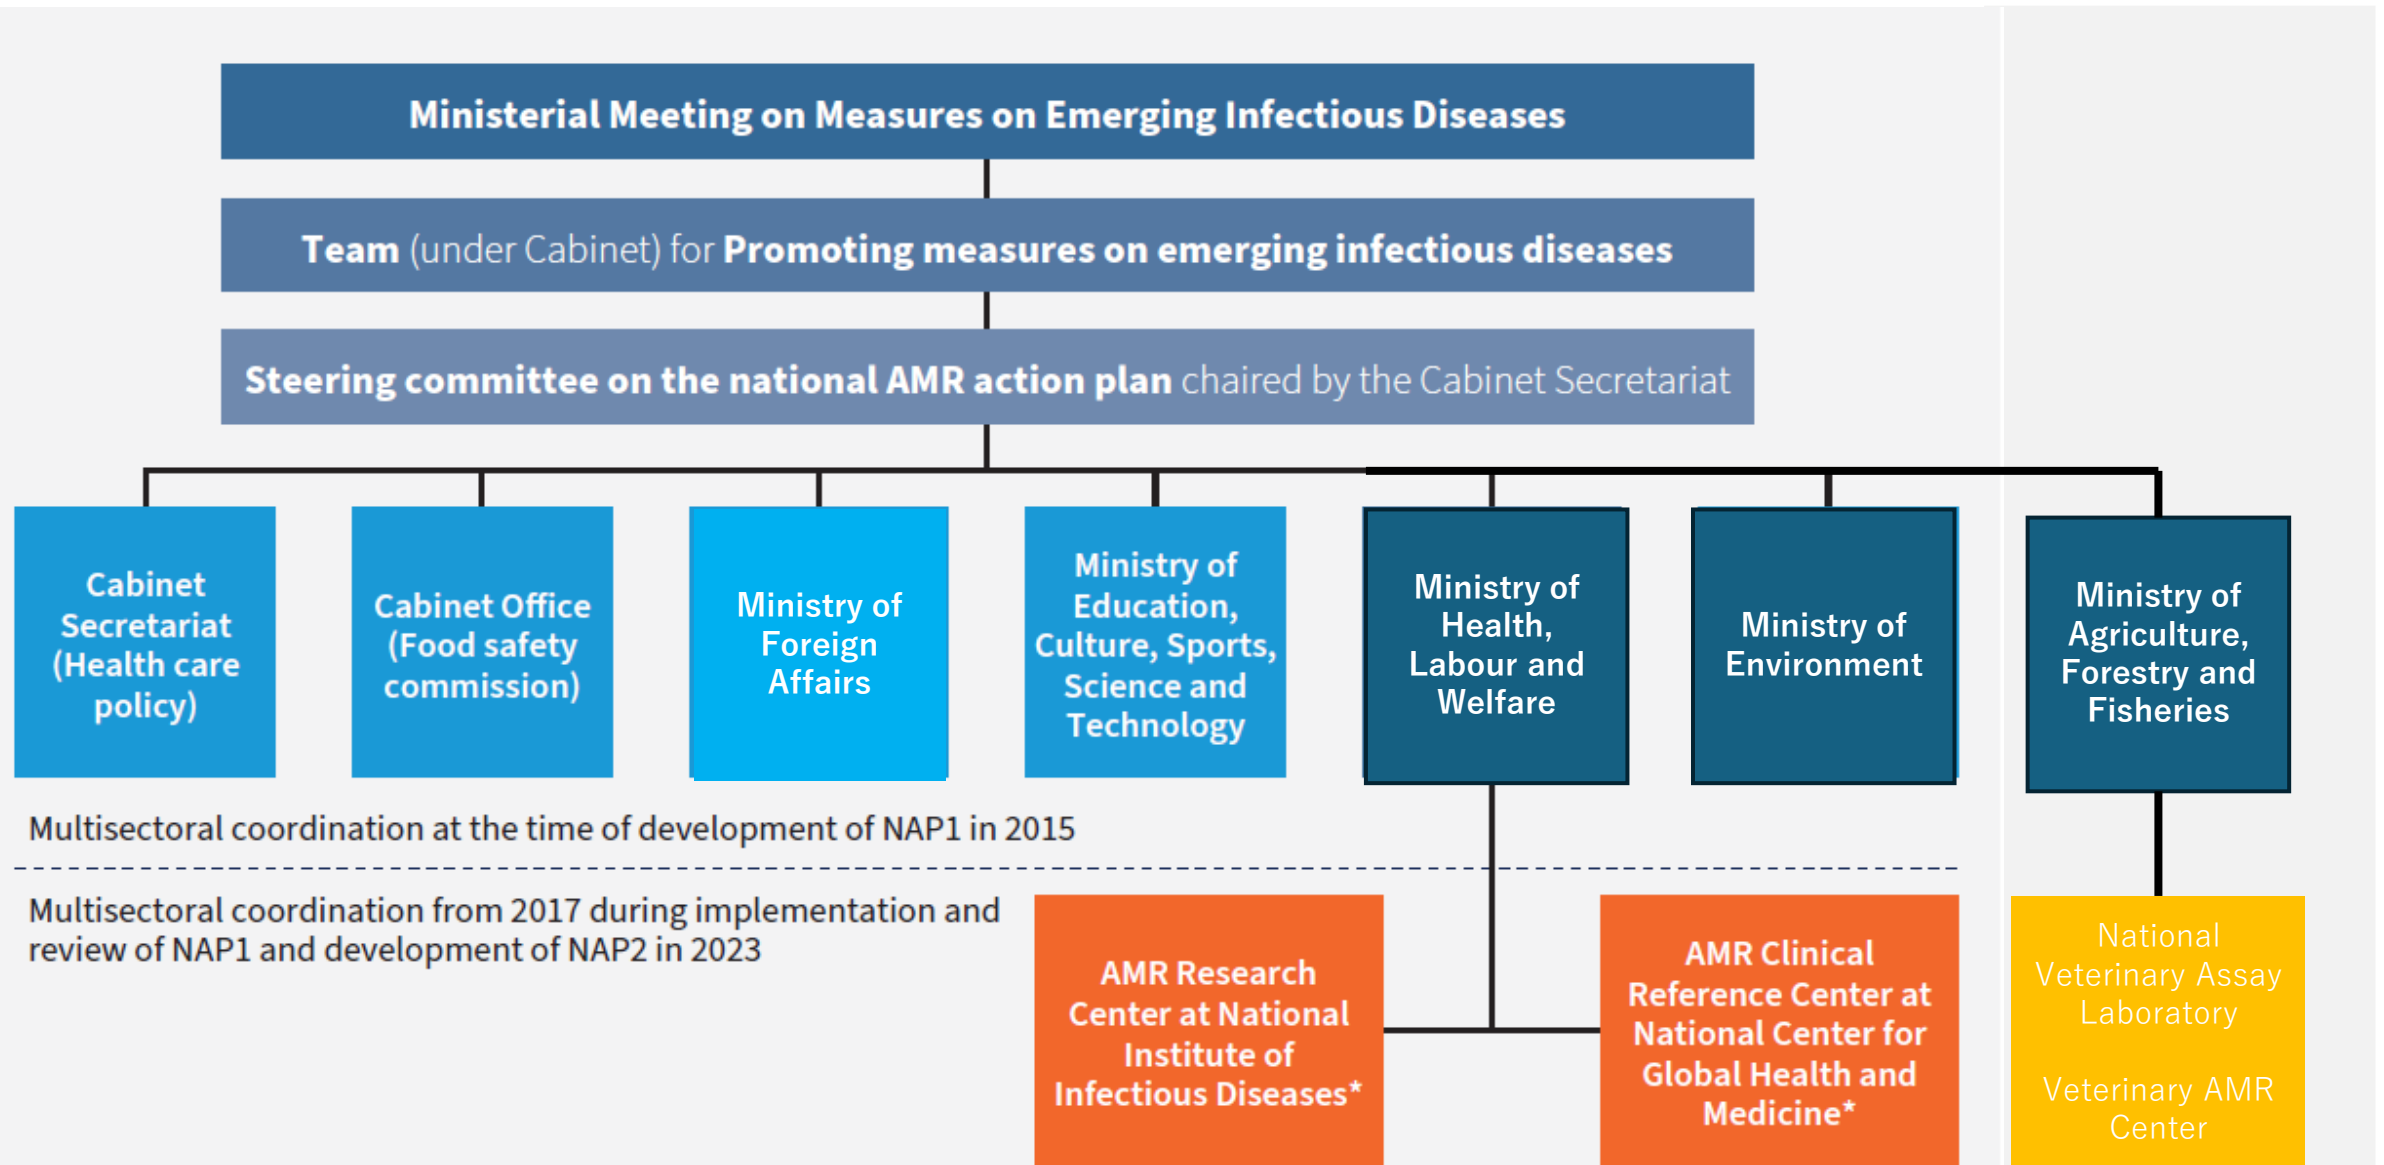 Ministerial Meeting on Measures on Emerging Infectious Diseases
Team (under Cabinet) for Promoting measures on emerging infectious diseases
Steering committee on the national AMR action plan chaired by the Cabinet Secretariat
Cabinet
Secretariat
(Health care
policy)
Cabinet Office
(Food safety
commission)
Ministry of
Foreign
Affairs
Ministry of
Education,
Culture, Sports,
Science and
Technology
Ministry of
Health,
Labour and
Welfare
Ministry of
Environment
Ministry of
Agriculture,
Forestry and
Fisheries
Multisectoral coordination at the time of development of NAP1 in 2015
Multisectoral coordination from 2017 during implementation and
review of NAP1 and development of NAP2 in 2023
AMR Research
Center at National
Institute of
Infectious Diseases*
AMR Clinical
Reference Center at
National Center for
Global Health and
Medicine*
National
Veterinary Assay
Laboratory
Veterinary AMR
Center